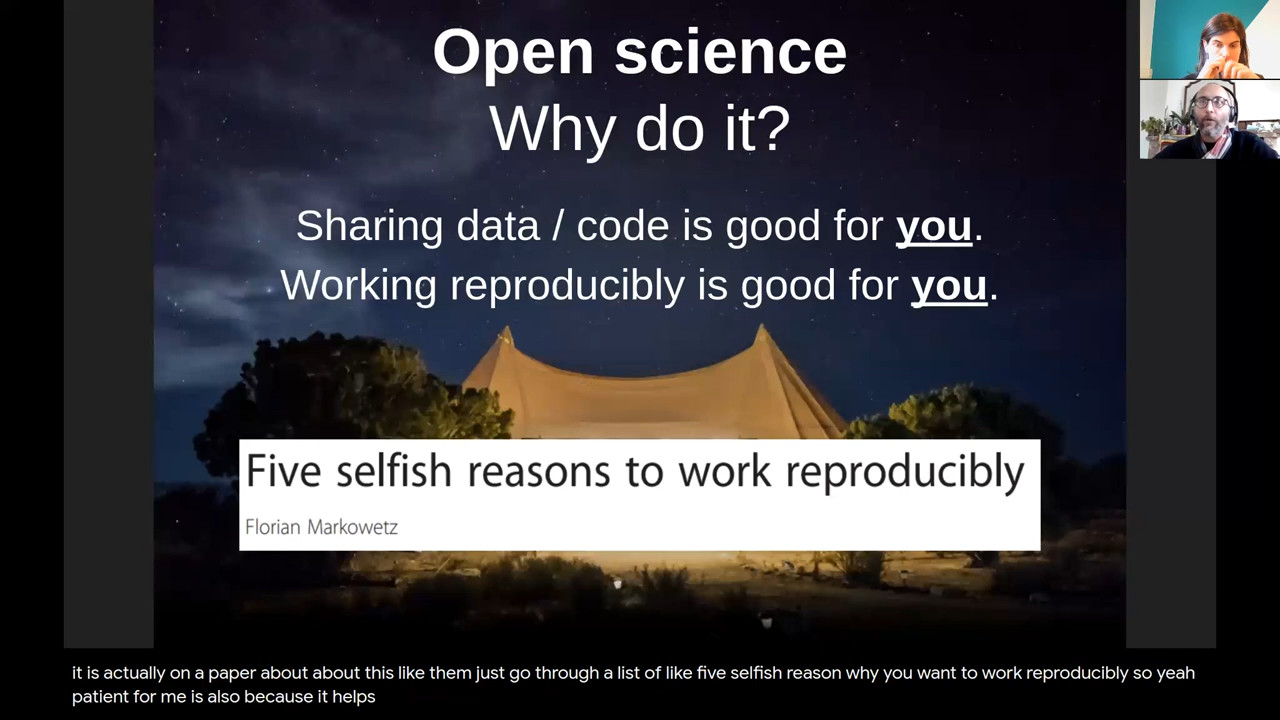 Open science
Why do it?
Sharing data / code is good for you.
Working reproducibly is good for you.
Five selfish reasons to work reproducibly
Florian Markowetz
it is actually on a paper about about this like them just go through a list of like five selfish reason why you want to work reproducibly so yeah
patient for me is also because it helps